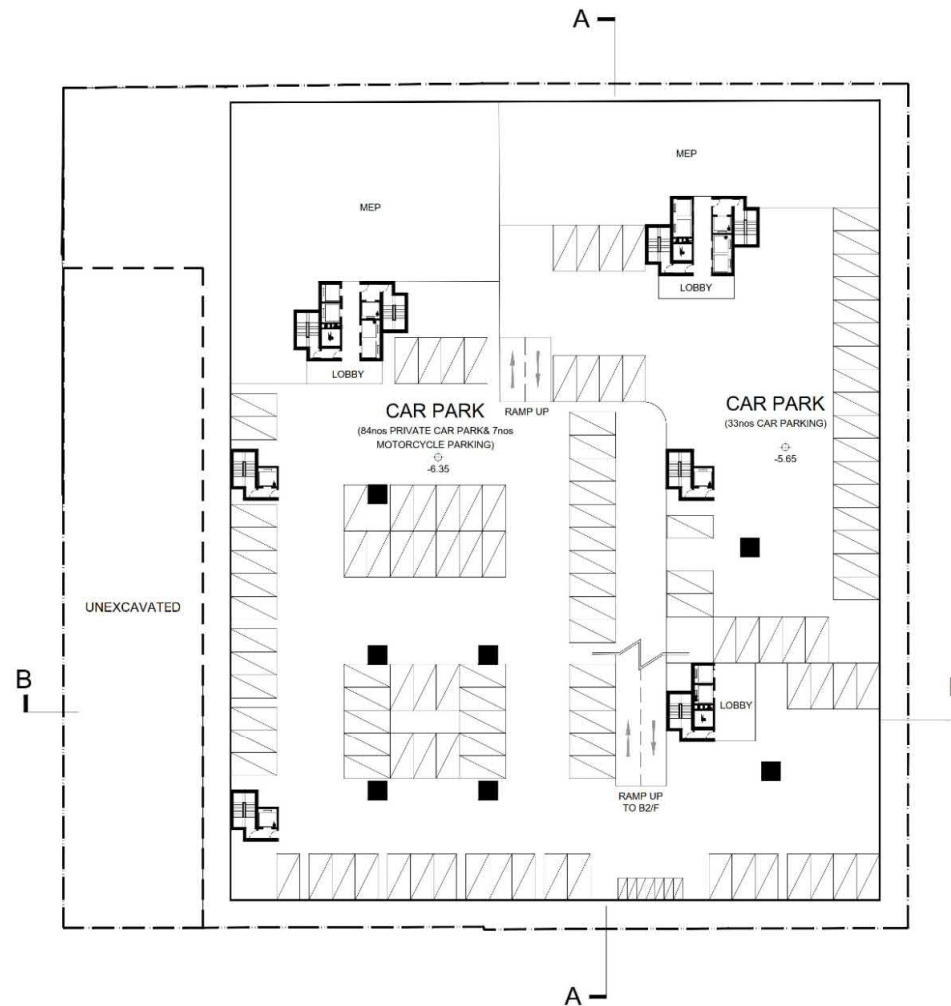 A
MEP
MEP
LOBBY
LOBBY
CAR PARK
(84nos PRIVATE CAR PARK& 7nos
MOTORCYCLE PARKING)
-6.35
RAMP UP
CAR PARK
(33nos CAR PARKING)
-5.65
UNEXCAVATED
B
LOBBY
RAMP UP
TO B2/F
A